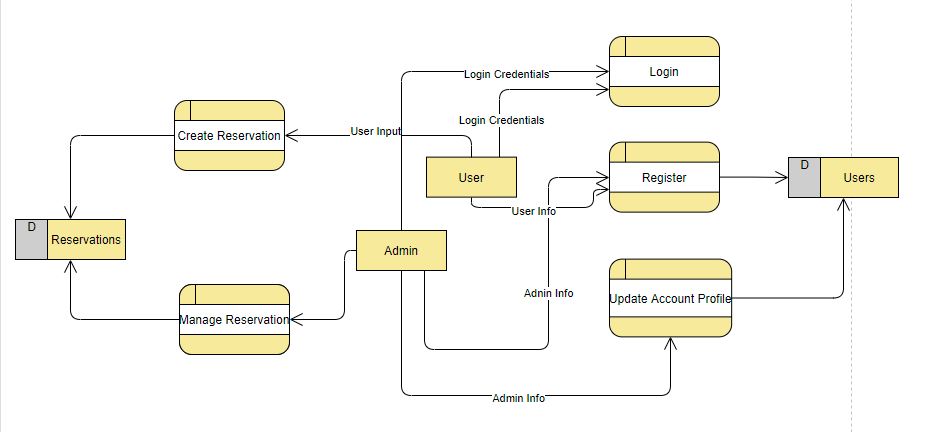 Login
Login Credentials
Login Credentials
Create Reservation
User Input
User
Register
D
Users
User Info
D
Reservations
Admin
Adnin Info
Update Account Profile
Manage Reservation
Admin Info